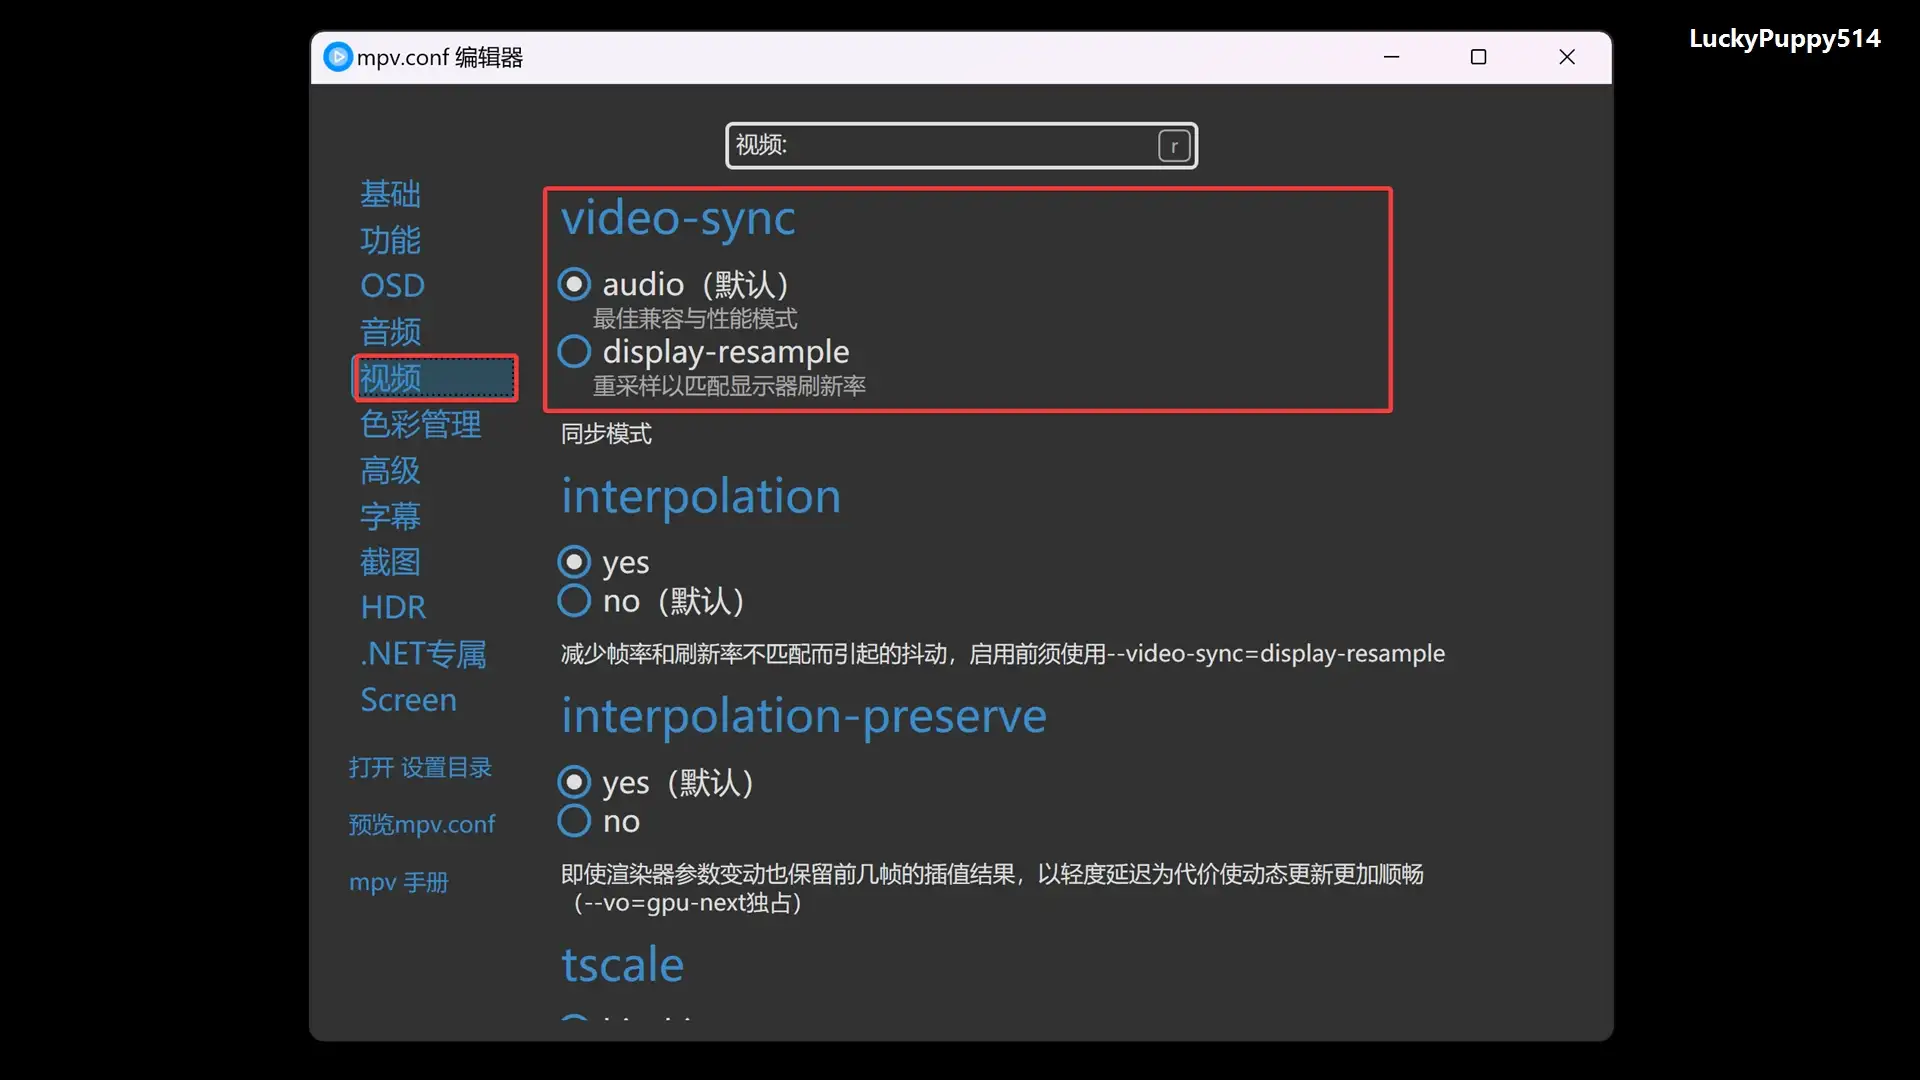 LuckyPuppy514
mpv.conf 编辑器
视频:
r
基础
功能
OSD
音频
视频
色彩管理
高级
字幕
截图
HDR
.NET专属
Screen
打开 设置目录
预览mpv.conf
mpv 手册
video-sync
audio（默认）
最佳兼容与性能模式
display-resample
重采样以匹配显示器刷新率
同步模式
interpolation
yes
no（默认）
减少帧率和刷新率不匹配而引起的抖动，启用前须使用--video-sync=display-resample
interpolation-preserve
yes（默认）
no
即使渲染器参数变动也保留前几帧的插值结果，以轻度延迟为代价使动态更新更加顺畅
（--vo=gpu-next独占）
tscale